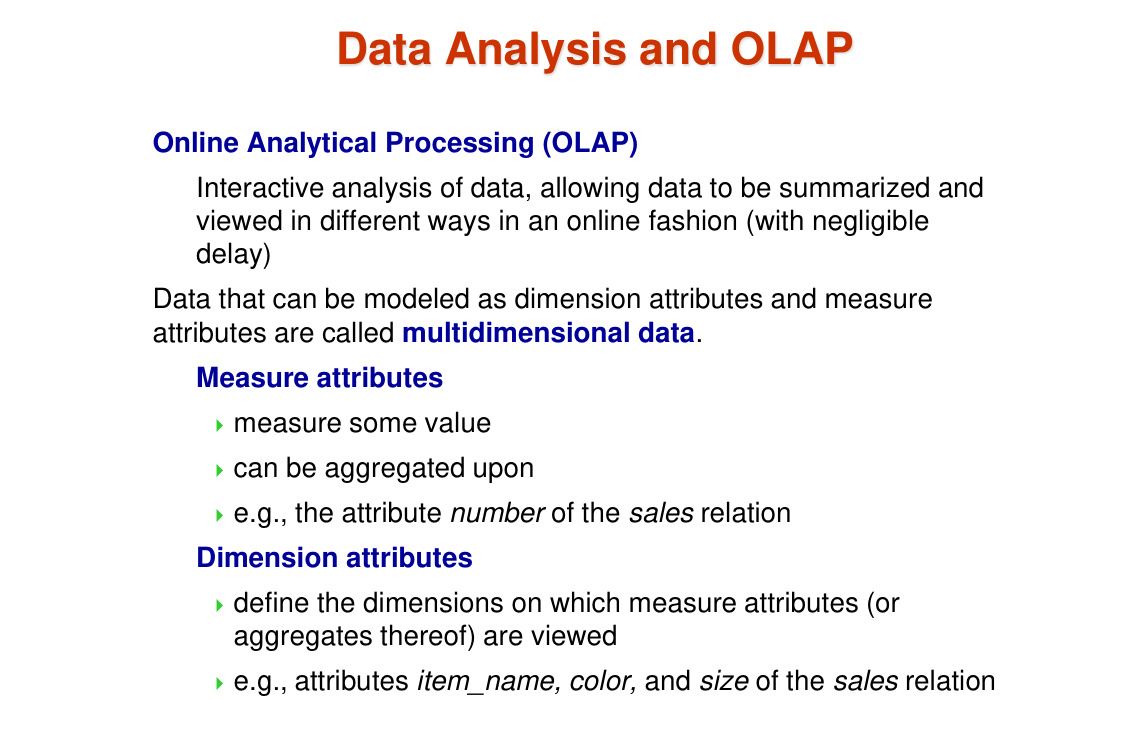 Data Analysis and OLAP
Online Analytical Processing (OLAP)
Interactive analysis of data, allowing data to be summarized and
viewed in different ways in an online fashion (with negligible
delay)
Data that can be modeled as dimension attributes and measure
attributes are called multidimensional data.
Measure attributes
measure some value
can be aggregated upon
e.g., the attribute number of the sales relation
Dimension attributes
define the dimensions on which measure attributes (or
aggregates thereof) are viewed
e.g., attributes item_name, color, and size of the sales relation